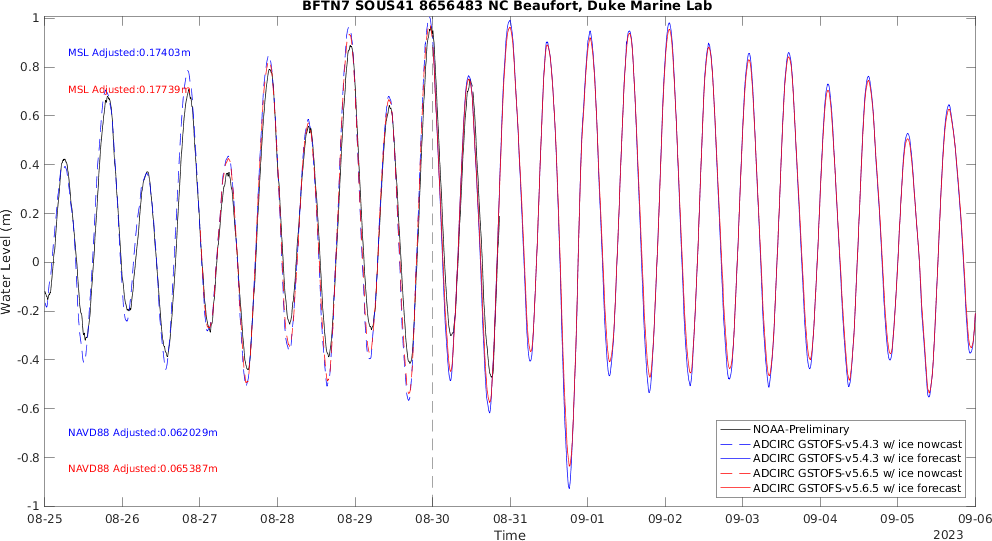 BFTN7 SOUS41 8656483 NC Beaufort, Duke Marine Lab
1
0.8
0.6
0.4
0.2
0
-0.2
-0.4
-0.6
-0.8
-1
Water Level (m)
MSL Adjusted:0.17403m
MSL Adjusted:0.17739m
NAVD88 Adjusted:0.062029m
NAVD88 Adjusted:0.065387m
NOAA-Preliminary
ADCIRC GSTOFS-v5.4.3 w/ ice nowcast
ADCIRC GSTOFS-v5.4.3 w/ ice forecast
ADCIRC GSTOFS-v5.6.5 w/ ice nowcast
ADCIRC GSTOFS-v5.6.5 w/ ice forecast
08-25 08-26 08-27 08-28 08-29 08-30 08-31 09-01 09-02 09-03 09-04 09-05 09-06
Time
2023